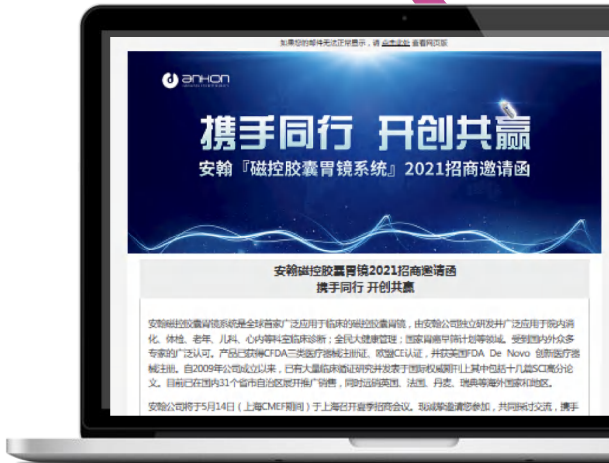 如果您的邮件无法正常显示，请 点击此处 查看网页版
anHon
携手同行 开创共赢
安翰『磁控胶囊胃镜系统』2021招商邀请函
安翰磁控胶囊胃镜2021招商邀请函
携手同行 开创共赢
安翰磁控胶囊胃镜系统是全球首家广泛应用于临床的磁控胶囊胃镜，由安翰公司独立研发并广泛应用于院内消
化、体检、老年、儿科、心内等科室临床诊断；全民大健康管理；国家胃癌早筛计划等领域。受到国内外众多
专家的广泛认可。产品已获得CFDA三类医疗器械注册证、欧盟CE认证，并获美国FDA De Novo 创新医疗器
械注册。自2009年公司成立以来，已有大量临床循证研究并发表于国际权威期刊上其中包括十几篇SCI高分论
文。目前已在国内31个省市自治区展开推广销售，同时远销英国、法国、丹麦、瑞典等海外国家和地区。
安翰公司将于5月14日（上海CMEF期间）于上海召开夏季招商会议。现诚挚邀请您参加，共同探讨交流，携手